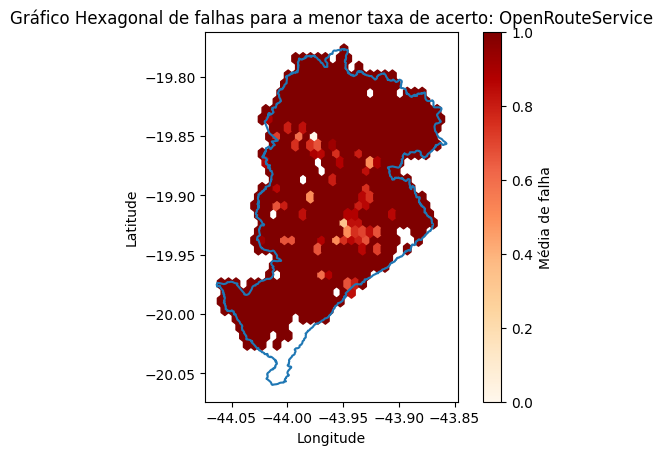 Gráfico Hexagonal de falhas para a menor taxa de acerto: OpenRouteService
1.0
−19.80
−19.85
0.8
−19.90
0.6
Latitude
Média de falha
−19.95
0.4
−20.00
0.2
−20.05
0.0
−44.05 −44.00 −43.95 −43.90 −43.85
Longitude